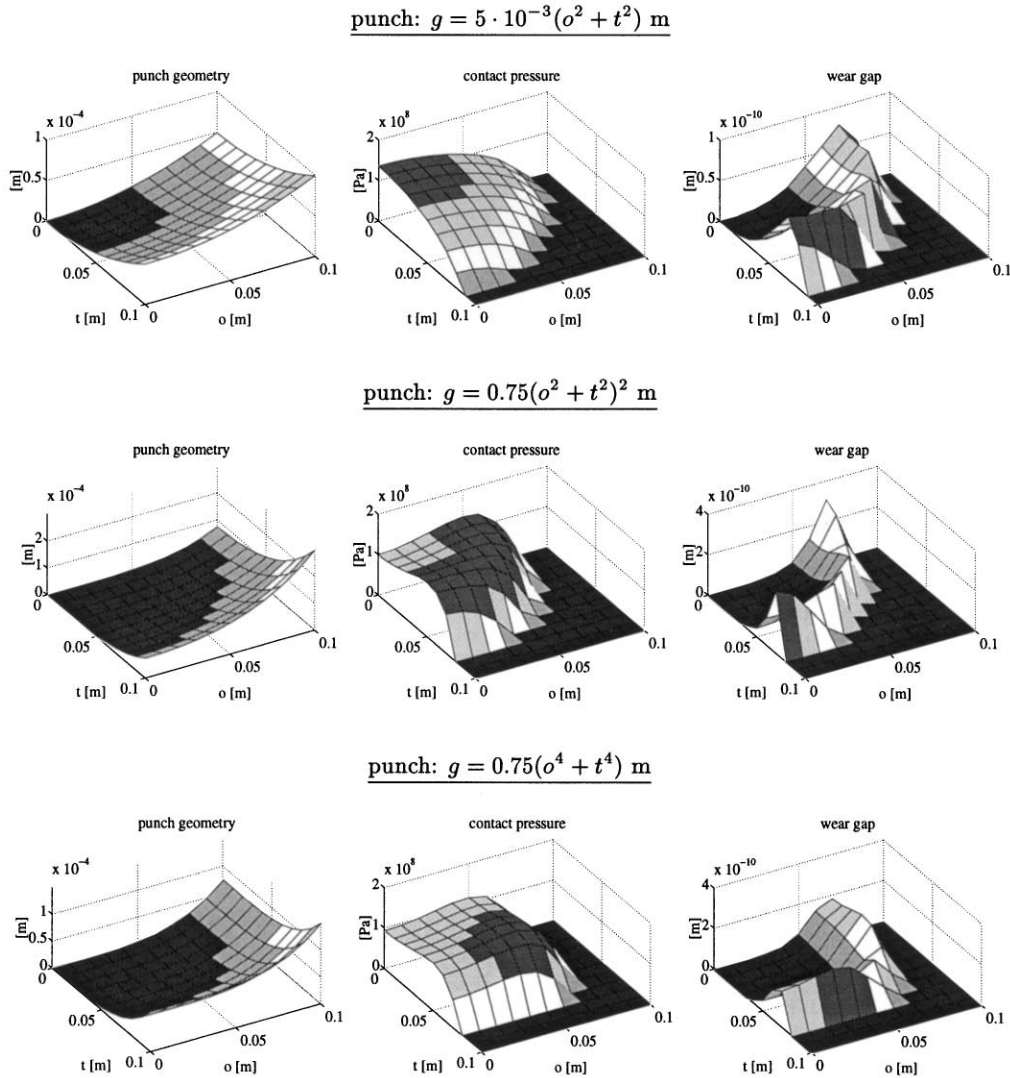 punch: g = 5 · 10⁻³(o² + t²) m
punch geometry
contact pressure
wear gap
x 10⁻⁴
1
0.5
0
[m]
0
0.05
0.1
t [m]
0
0.05
0.1
o [m]
x 10⁸
2
1
0
[Pa]
0
0.05
0.1
t [m]
0
0.05
0.1
o [m]
x 10⁻¹⁰
1
0.5
0
[m]
0
0.05
0.1
t [m]
0
0.05
0.1
o [m]
punch: g = 0.75(o² + t²)² m
punch geometry
contact pressure
wear gap
x 10⁻⁴
2
1
0
[m]
0
0.05
0.1
t [m]
0
0.05
0.1
o [m]
x 10⁸
2
1
0
[Pa]
0
0.05
0.1
t [m]
0
0.05
0.1
o [m]
x 10⁻¹⁰
4
2
0
[m]
0
0.05
0.1
t [m]
0
0.05
0.1
o [m]
punch: g = 0.75(o⁴ + t⁴) m
punch geometry
contact pressure
wear gap
x 10⁻⁴
1
0.5
0
[m]
0
0.05
0.1
t [m]
0
0.05
0.1
o [m]
x 10⁸
2
1
0
[Pa]
0
0.05
0.1
t [m]
0
0.05
0.1
o [m]
x 10⁻¹⁰
4
2
0
[m]
0
0.05
0.1
t [m]
0
0.05
0.1
o [m]